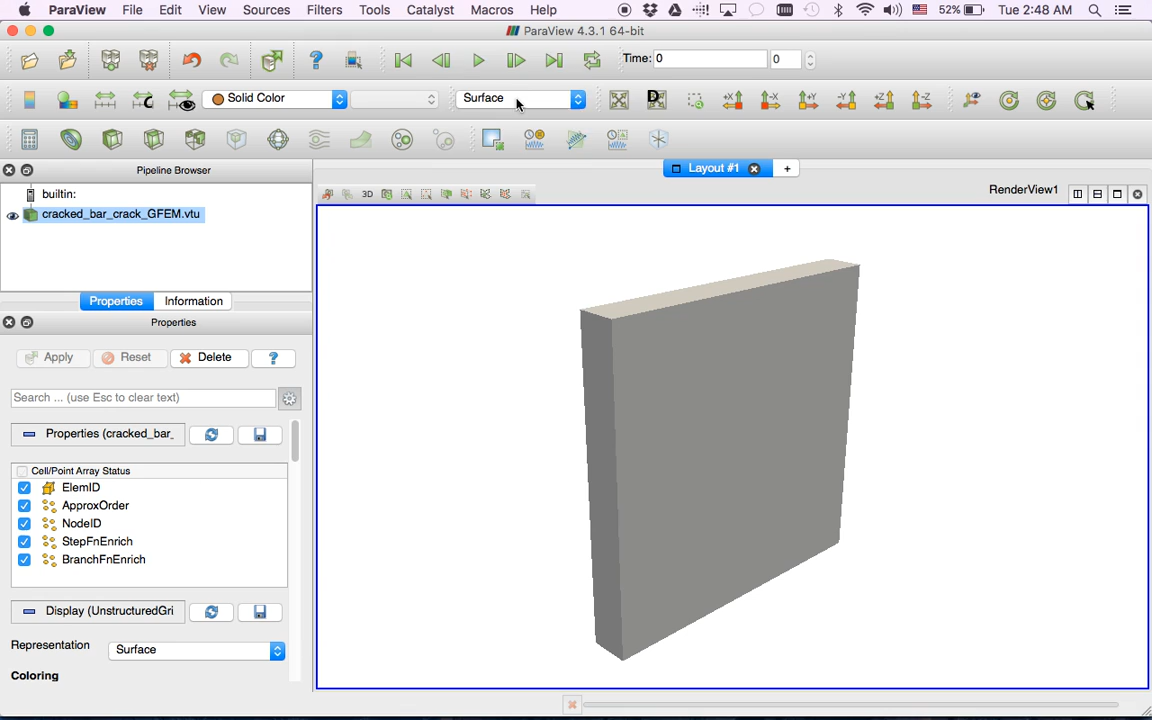 ParaView File Edit View Sources Filters Tools Catalyst Macros Help 52% Tue 2:48 AM
ParaView 4.3.1 64-bit
Time: 0 0
Solid Color Surface
Pipeline Browser
Layout #1 +
builtin:
3D RenderView1
cracked_bar_crack_GFEM.vtu
Properties Information
Properties
Apply Reset Delete ?
Search ... (use Esc to clear text)
Properties (cracked_bar_
Cell/Point Array Status
ElemID
ApproxOrder
NodeID
StepFnEnrich
BranchFnEnrich
Display (UnstructuredGri
Representation Surface
Coloring